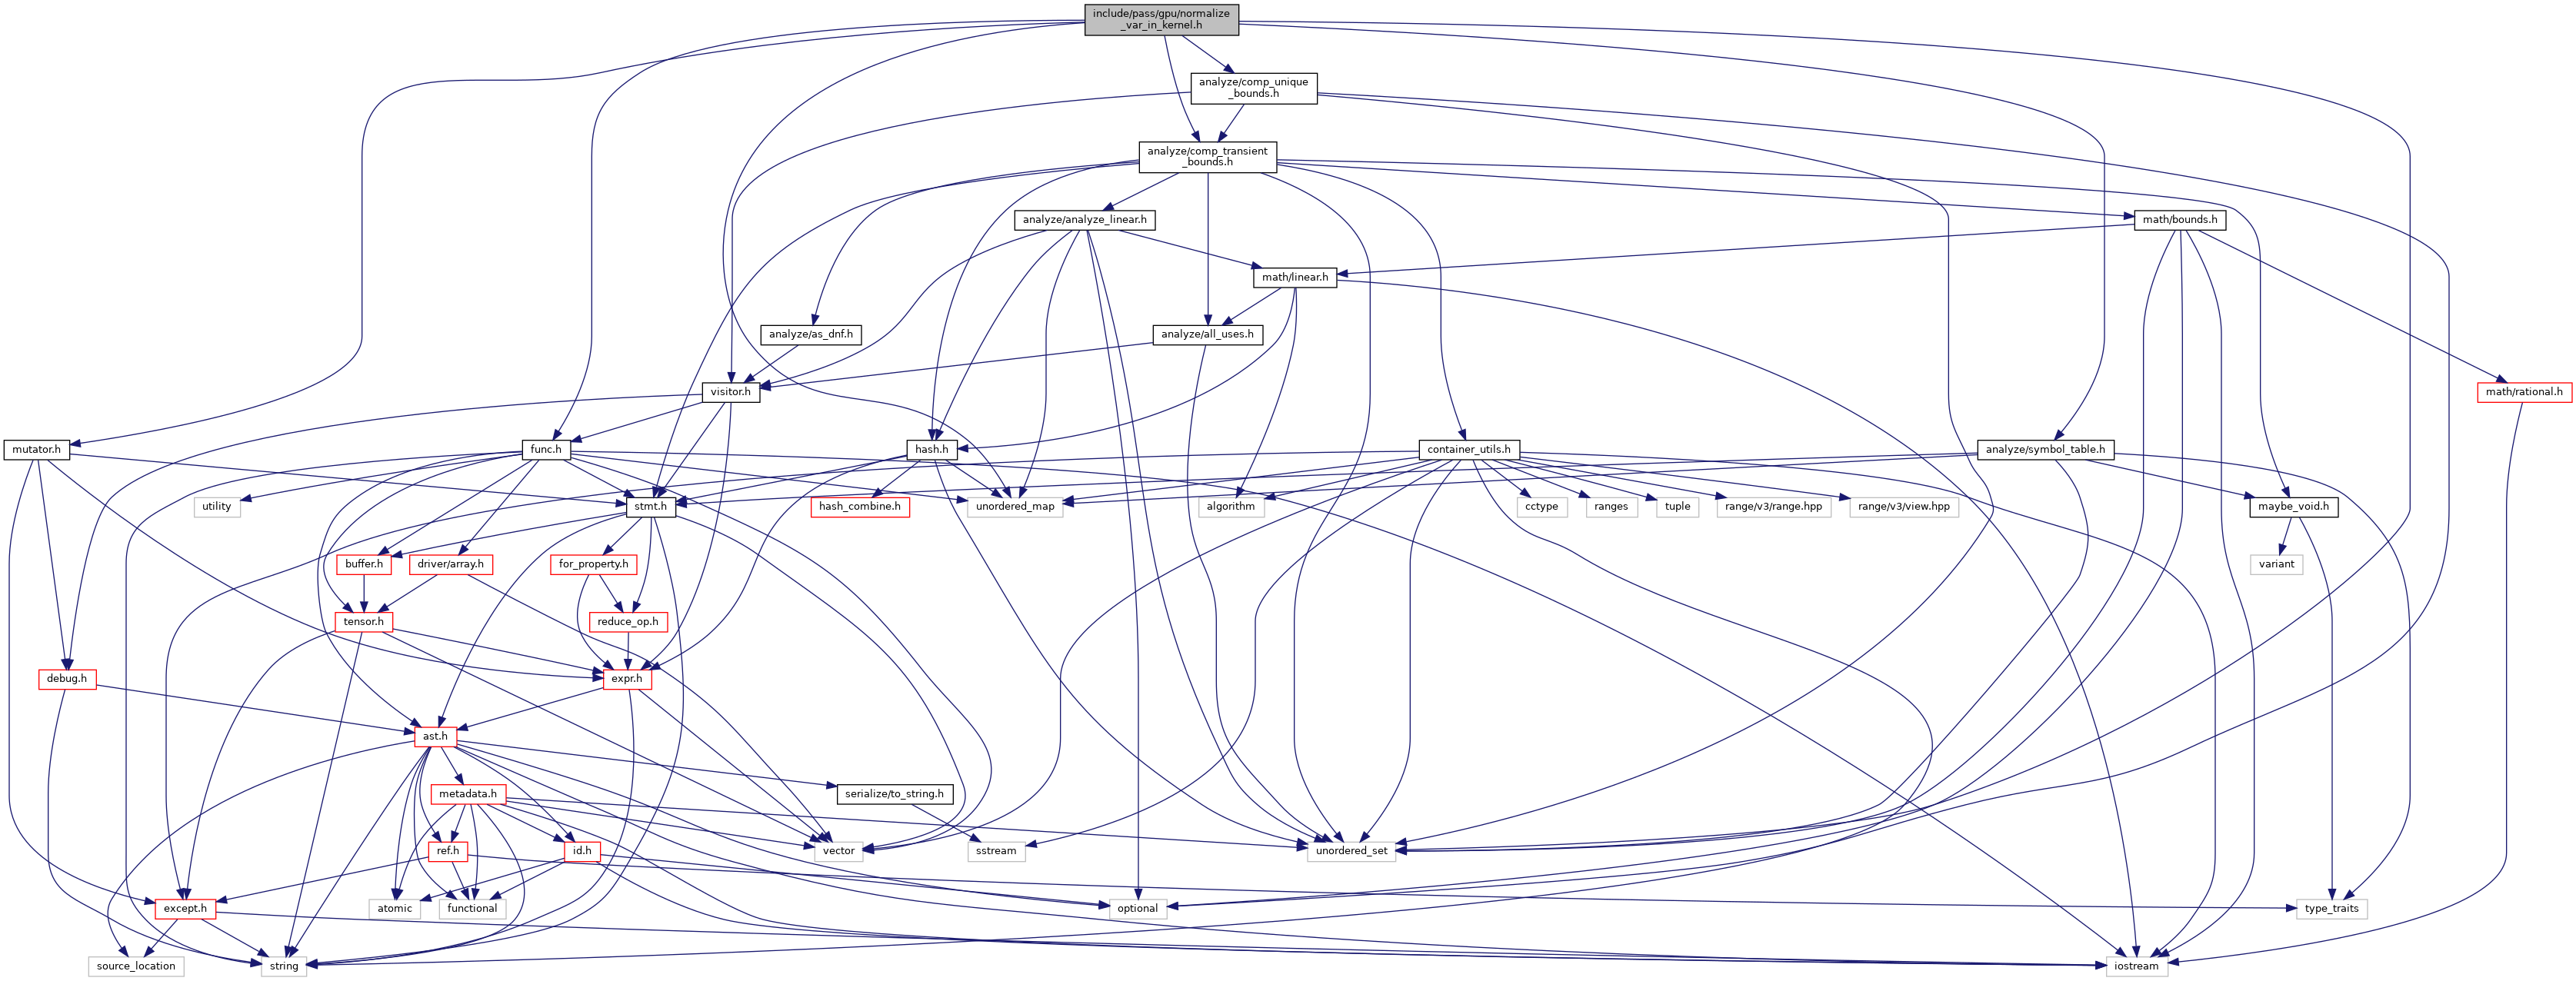 include/pass/gpu/normalize
_var_in_kernel.h
analyze/comp_unique
_bounds.h
analyze/comp_transient
_bounds.h
analyze/analyze_linear.h
math/bounds.h
math/linear.h
analyze/as_dnf.h
analyze/all_uses.h
visitor.h
math/rational.h
mutator.h
func.h
hash.h
container_utils.h
analyze/symbol_table.h
utility
stmt.h
hash_combine.h
unordered_map
algorithm
cctype
ranges
tuple
range/v3/range.hpp
range/v3/view.hpp
maybe_void.h
buffer.h
driver/array.h
for_property.h
variant
tensor.h
reduce_op.h
debug.h
expr.h
ast.h
metadata.h
serialize/to_string.h
ref.h
id.h
vector
sstream
unordered_set
except.h
atomic
functional
optional
type_traits
source_location
string
iostream